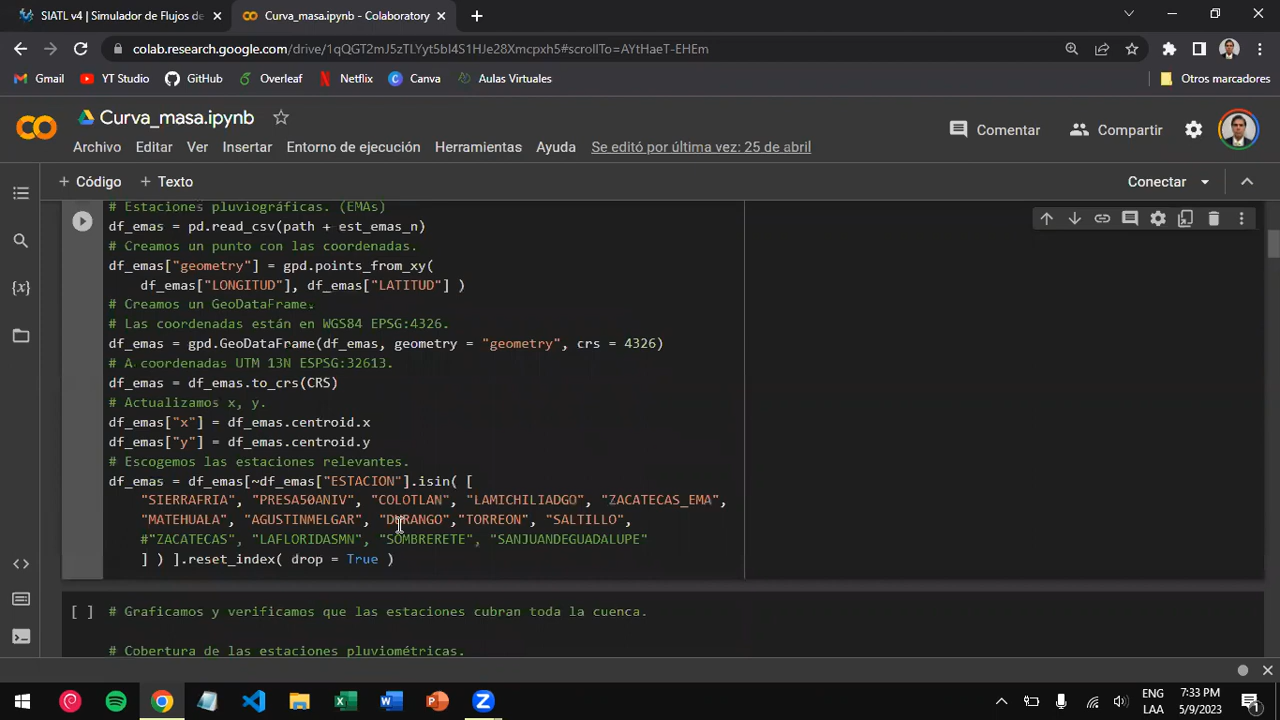 SIATL v4 | Simulador de Flujos de
Curva_masa.ipynb - Colaboratory
colab.research.google.com/drive/1qQGT2mJ5zTLYyt5bI4S1HJe28Xmcpxh5#scrollTo=AYtHaeT-EHEm
Gmail YT Studio GitHub Overleaf Netflix Canva Aulas Virtuales Otros marcadores
Curva_masa.ipynb
Comentar Compartir
Archivo Editar Ver Insertar Entorno de ejecución Herramientas Ayuda Se editó por última vez: 25 de abril
+ Código + Texto Conectar
# Estaciones pluviográficas. (EMAs)
df_emas = pd.read_csv(path + est_emas_n)
# Creamos un punto con las coordenadas.
df_emas["geometry"] = gpd.points_from_xy(
df_emas["LONGITUD"], df_emas["LATITUD"] )
# Creamos un GeoDataFrame.
# Las coordenadas están en WGS84 EPSG:4326.
df_emas = gpd.GeoDataFrame(df_emas, geometry = "geometry", crs = 4326)
# A coordenadas UTM 13N ESPSG:32613.
df_emas = df_emas.to_crs(CRS)
# Actualizamos x, y.
df_emas["x"] = df_emas.centroid.x
df_emas["y"] = df_emas.centroid.y
# Escogemos las estaciones relevantes.
df_emas = df_emas[~df_emas["ESTACION"].isin( [
"SIERRAFRIA", "PRESA50ANIV", "COLOTLAN", "LAMICHILIADGO", "ZACATECAS_EMA",
"MATEHUALA", "AGUSTINMELGAR", "DURANGO","TORREON", "SALTILLO",
#"ZACATECAS", "LAFLORIDASMN", "SOMBRERETE", "SANJUANDEGUADALUPE"
] ) ].reset_index( drop = True )
[ ] # Graficamos y verificamos que las estaciones cubran toda la cuenca.
# Cobertura de las estaciones pluviométricas.
ENG 7:33 PM
LAA 5/9/2023